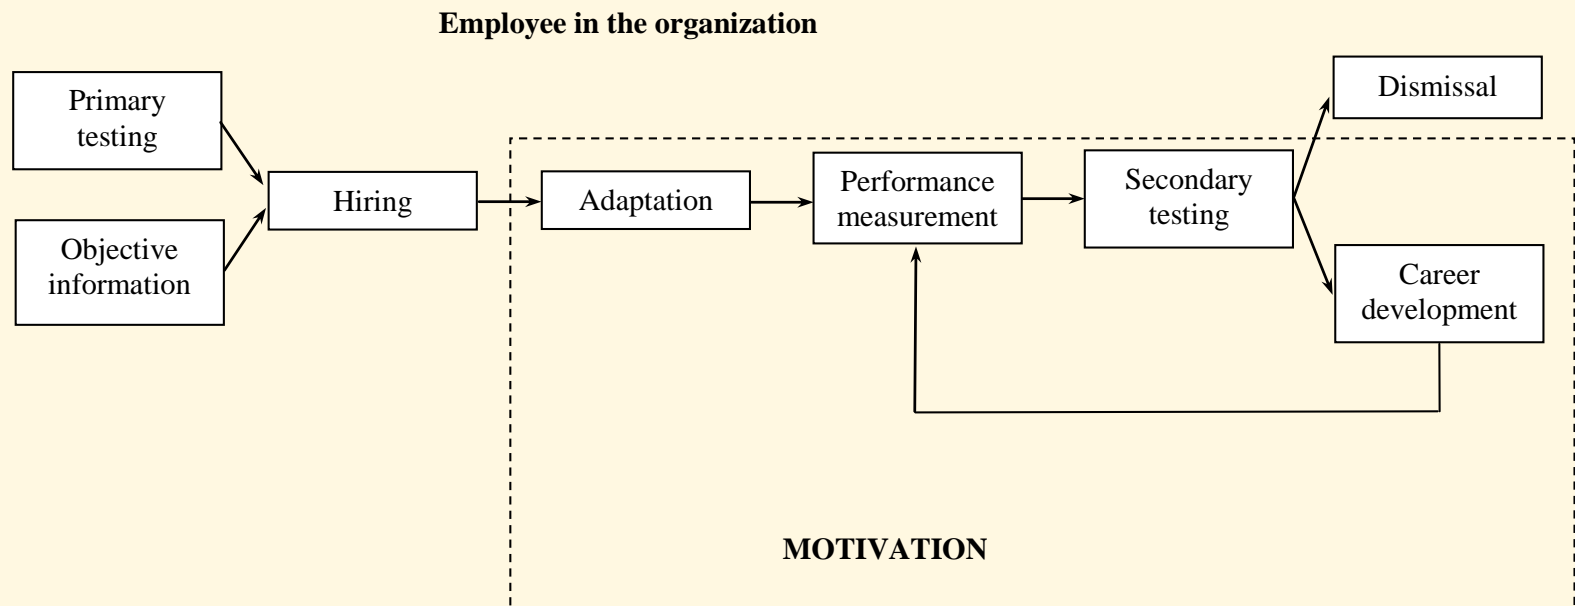 Employee in the organization
Primary
testing
Objective
information
Hiring
Adaptation
Performance
measurement
Secondary
testing
Dismissal
Career
development
MOTIVATION